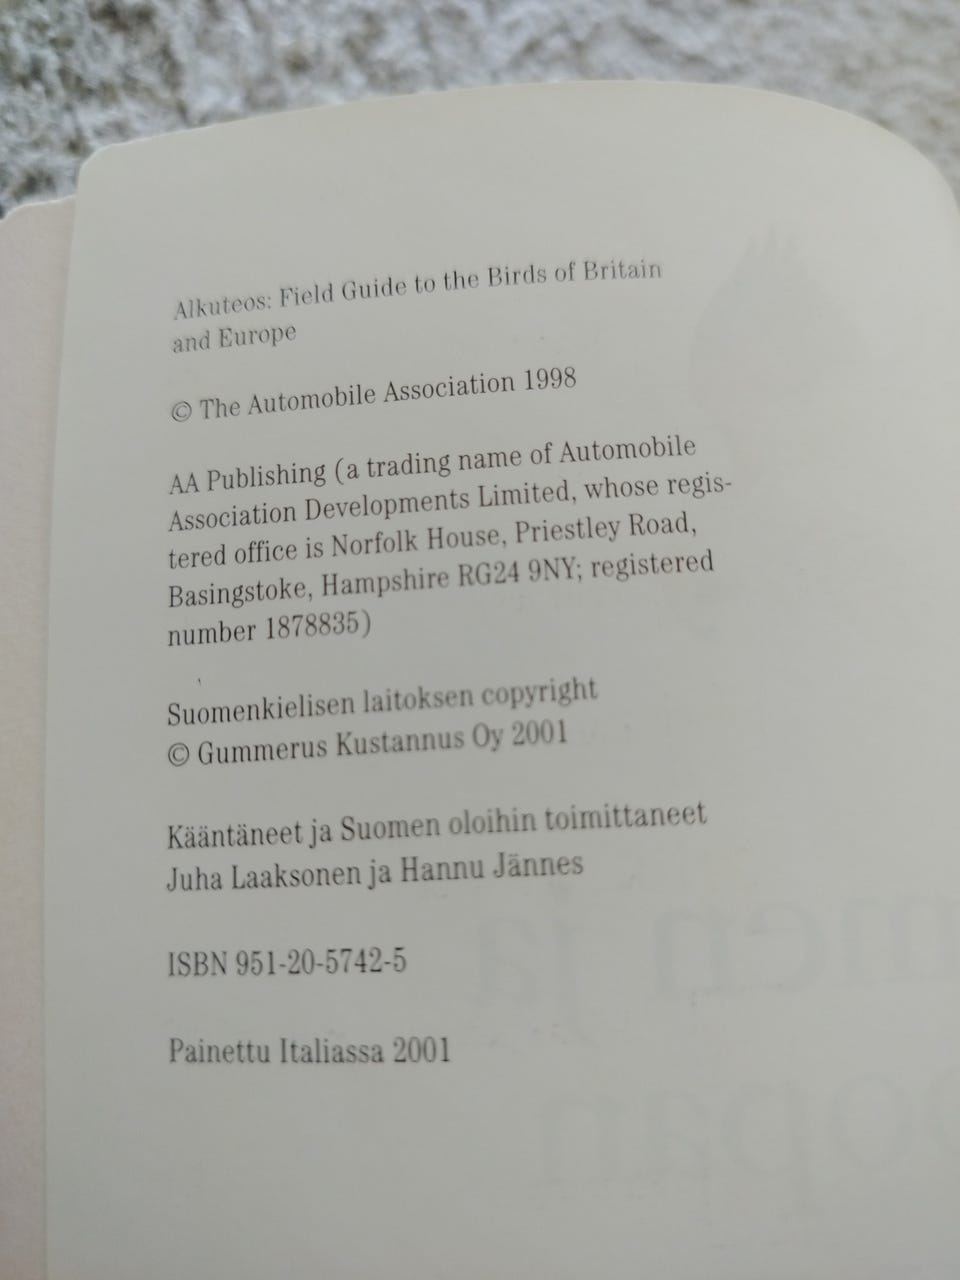 Alkuteos: Field Guide to the Birds of Britain
and Europe
© The Automobile Association 1998
AA Publishing (a trading name of Automobile
Association Developments Limited, whose regis-
tered office is Norfolk House, Priestley Road,
Basingstoke, Hampshire RG24 9NY; registered
number 1878835)
Suomenkielisen laitoksen copyright
© Gummerus Kustannus Oy 2001
Kääntäneet ja Suomen oloihin toimittaneet
Juha Laaksonen ja Hannu Jännes
ISBN 951-20-5742-5
Painettu Italiassa 2001